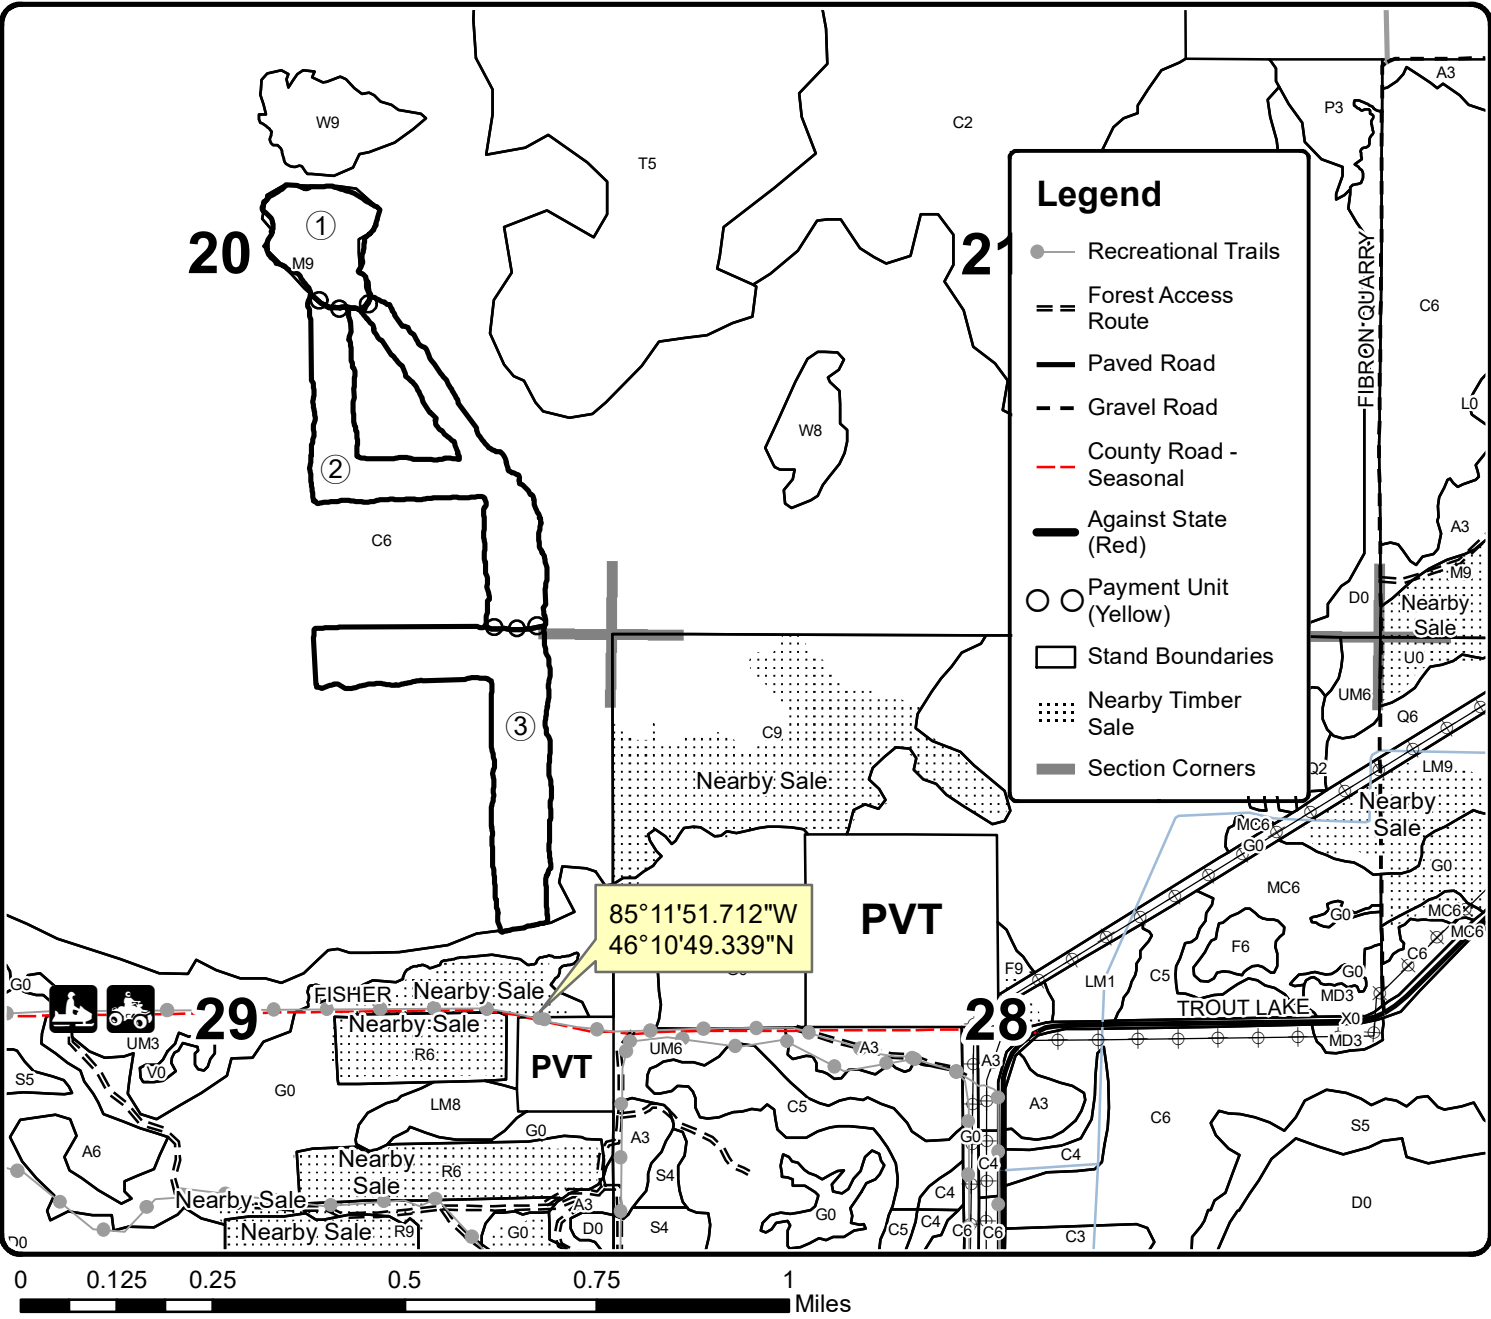 A3
P3
W9
C2
T5
Legend
1
20
21
Recreational Trails
M9
Forest Access
Route
FIBRON QUARRY
C6
Paved Road
Gravel Road
L0
W8
County Road -
Seasonal
2
Against State
(Red)
A3
C6
M9
Payment Unit
(Yellow)
D0
Nearby
Sale
Stand Boundaries
U0
UM6
Nearby Timber
Sale
Q6
3
C9
Section Corners
Q2
LM9
Nearby Sale
Nearby
Sale
MC6
G0
G0
MC6
85°11'51.712"W
46°10'49.339"N
PVT
G0
MC6
MC6
F6
C6
F9
C5
G0
LM1
G0
FISHER
Nearby Sale
MD3
TROUT LAKE
29
Nearby Sale
28
X0
MD3
UM3
R6
UM6
A3
A3
PVT
V0
S5
G0
LM8
C5
A3
C6
S5
G0
A3
G0
A6
Nearby
Sale
R6
S4
C4
C4
Nearby Sale
A3
C4
D0
G0
Nearby Sale
R9
G0
D0
S4
C5
C4
C6
C6
C3
D0
0
0.125
0.25
0.5
0.75
1
Miles